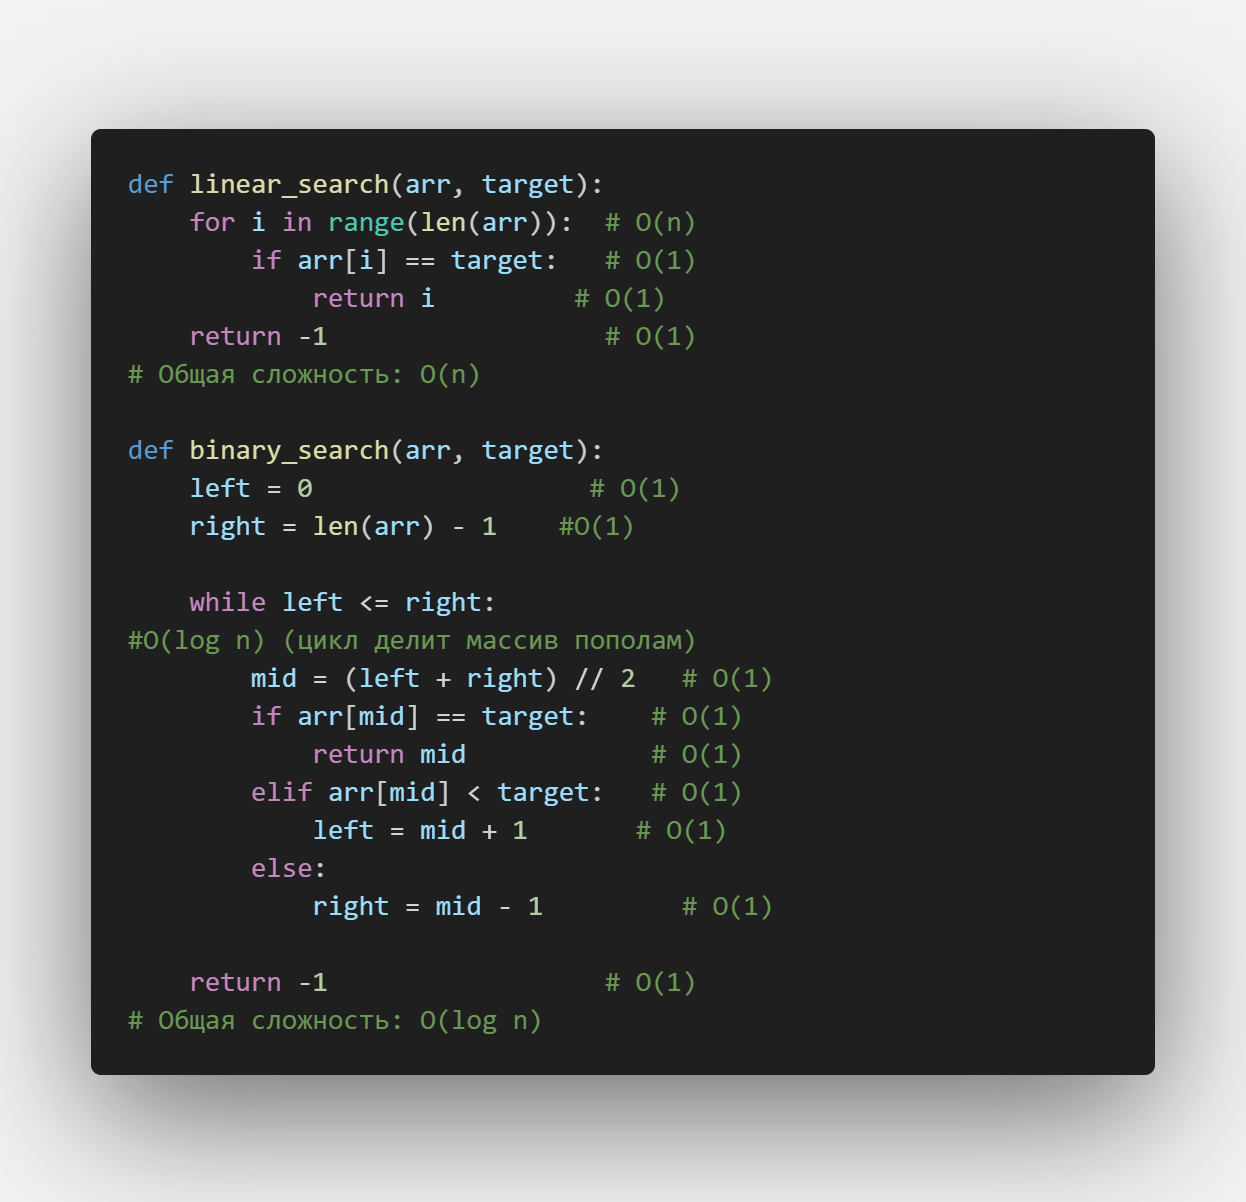 def linear_search(arr, target):
    for i in range(len(arr)):  # O(n)
        if arr[i] == target:   # O(1)
            return i         # O(1)
    return -1                  # O(1)
# Общая сложность: O(n)

def binary_search(arr, target):
    left = 0                  # O(1)
    right = len(arr) - 1    #O(1)

    while left <= right:
#O(log n) (цикл делит массив пополам)
        mid = (left + right) // 2   # O(1)
        if arr[mid] == target:    # O(1)
            return mid            # O(1)
        elif arr[mid] < target:   # O(1)
            left = mid + 1       # O(1)
        else:
            right = mid - 1         # O(1)

    return -1                  # O(1)
# Общая сложность: O(log n)